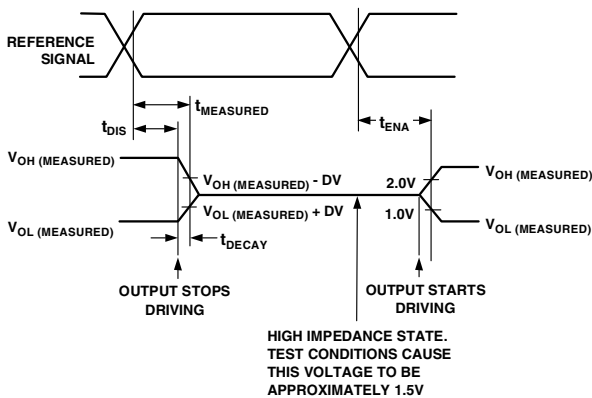 REFERENCE
SIGNAL
tMEASURED
tDIS
tENA
VOH (MEASURED)
VOH (MEASURED) - DV
2.0V
VOH (MEASURED)
VOL (MEASURED)
VOL (MEASURED) + DV
1.0V
VOL (MEASURED)
tDECAY
OUTPUT STOPS
DRIVING
OUTPUT STARTS
DRIVING
HIGH IMPEDANCE STATE.
TEST CONDITIONS CAUSE
THIS VOLTAGE TO BE
APPROXIMATELY 1.5V